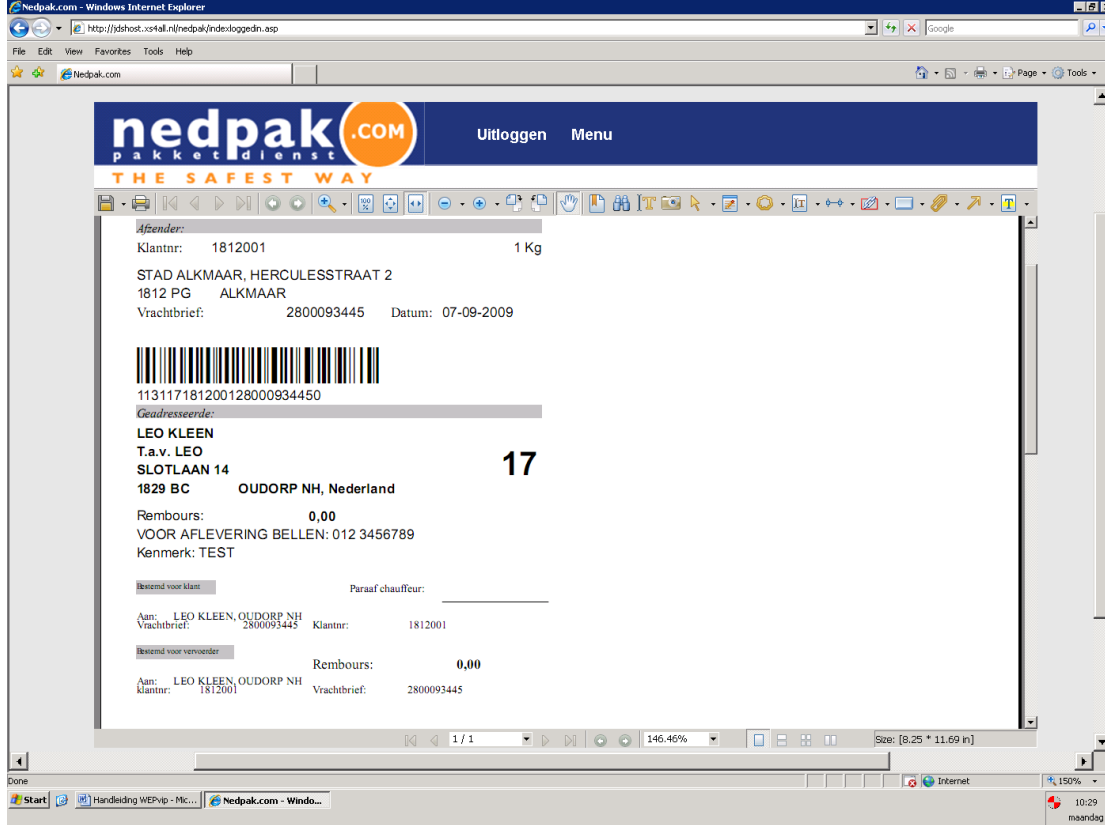 Nedpak.com - Windows Internet Explorer
http://jdshost.xs4all.nl/nedpak/indexloggedin.asp
Google
File Edit View Favorites Tools Help
Nedpak.com
Page Tools
nedpak .COM
pakketdienst
THE SAFEST WAY
Uitloggen Menu
Afzender:
Klantnr: 1812001 1 Kg
STAD ALKMAAR, HERCULESSTRAAT 2
1812 PG ALKMAAR
Vrachtbrief: 2800093445 Datum: 07-09-2009
113117181200128000934450
Geadresseerde:
LEO KLEEN
T.a.v. LEO
17
SLOTLAAN 14
1829 BC OUDORP NH, Nederland
Rembours: 0,00
VOOR AFLEVERING BELLEN: 012 3456789
Kenmerk: TEST
Bestemd voor klant Paraaf chauffeur:
Aan: LEO KLEEN, OUDORP NH
Vrachtbrief: 2800093445 Klantnr: 1812001
Bestemd voor vervoerder
Rembours: 0,00
Aan: LEO KLEEN, OUDORP NH
klantnr: 1812001 Vrachtbrief: 2800093445
1 / 1 146.46% Size: [8.25 * 11.69 in]
Done Internet 150%
Start Handleiding WEPvip - Mic... Nedpak.com - Windo... 10:29
maandag